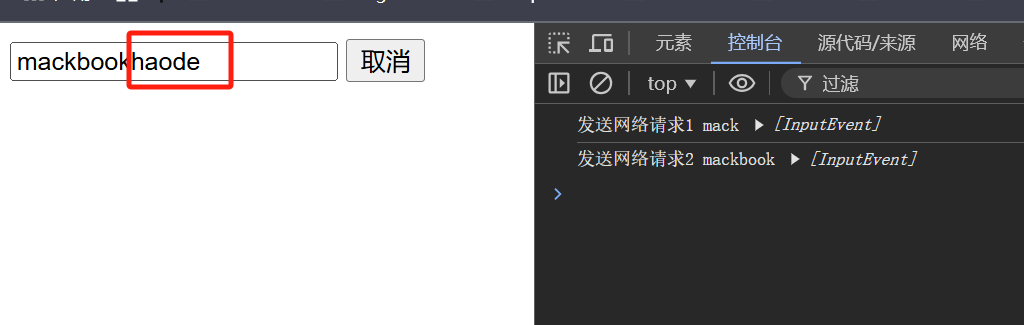 mackbookhaode 取消
元素 控制台 源代码/来源 网络
top ▼ 过滤
发送网络请求1 mack ▶ [InputEvent]
发送网络请求2 mackbook ▶ [InputEvent]